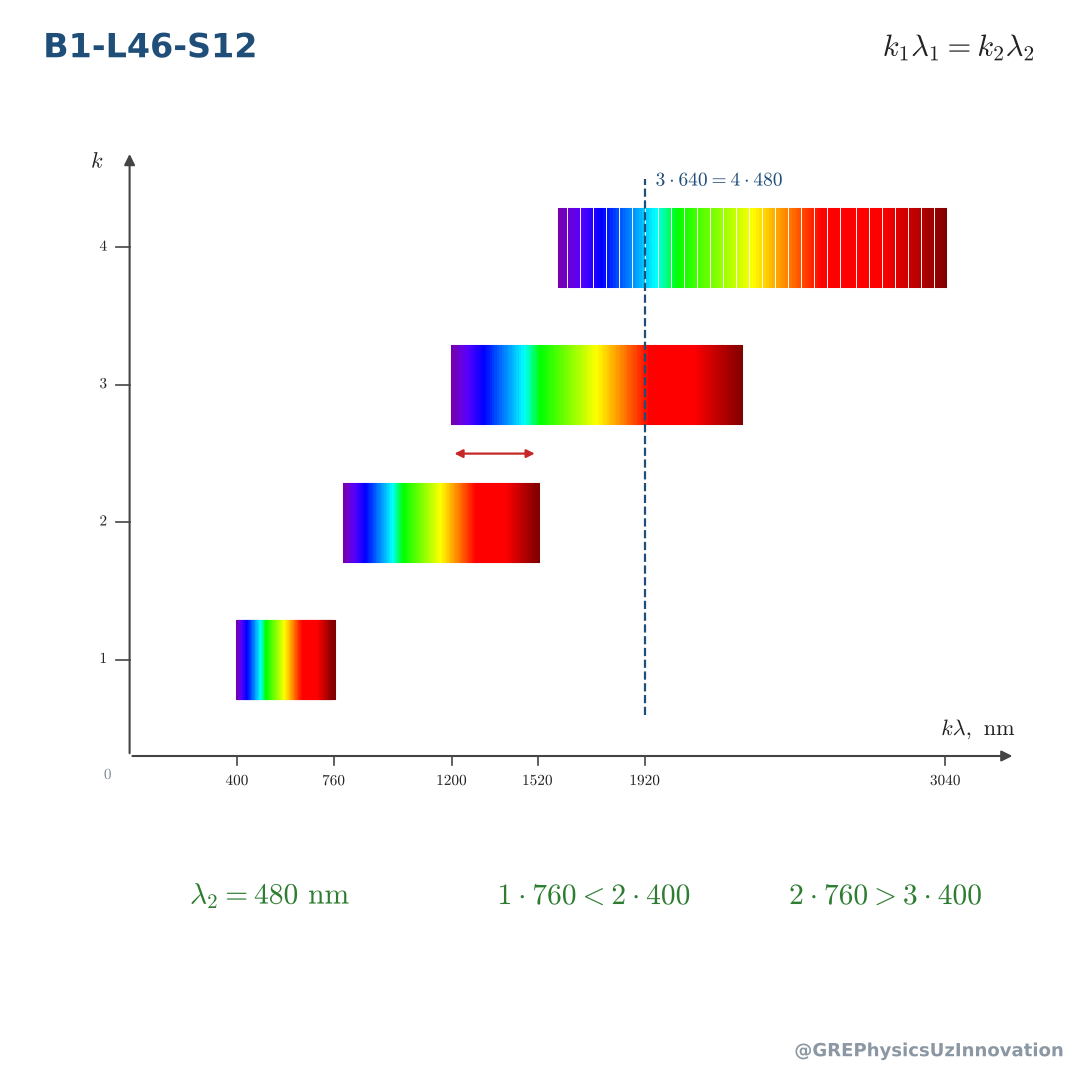 B1-L46-S12
k₁λ₁ = k₂λ₂
k
3 · 640 = 4 · 480
4
3
2
1
kλ, nm
0
400 760 1200 1520 1920 3040
λ₂ = 480 nm 1 · 760 < 2 · 400 2 · 760 > 3 · 400
@GREPhysicsUzInnovation